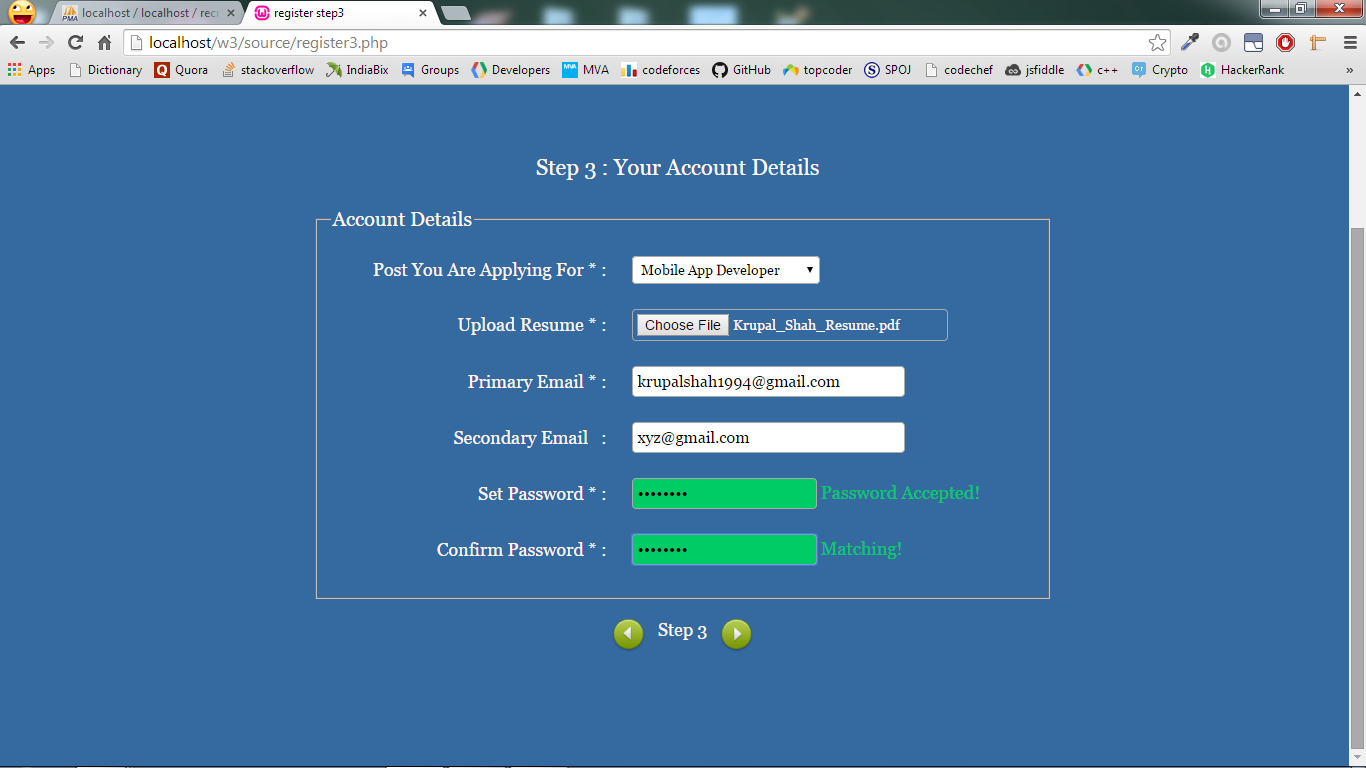 localhost / localhost / recr
register step3
localhost/w3/source/register3.php
Apps Dictionary Quora stackoverflow IndiaBix Groups Developers MVA codeforces GitHub topcoder SPOJ codechef jsfiddle c++ Crypto HackerRank »
Step 3 : Your Account Details
Account Details
Post You Are Applying For * : Mobile App Developer
Upload Resume * : Choose File Krupal_Shah_Resume.pdf
Primary Email * : krupalshah1994@gmail.com
Secondary Email : xyz@gmail.com
Set Password * : •••••••• Password Accepted!
Confirm Password * : •••••••• Matching!
Step 3